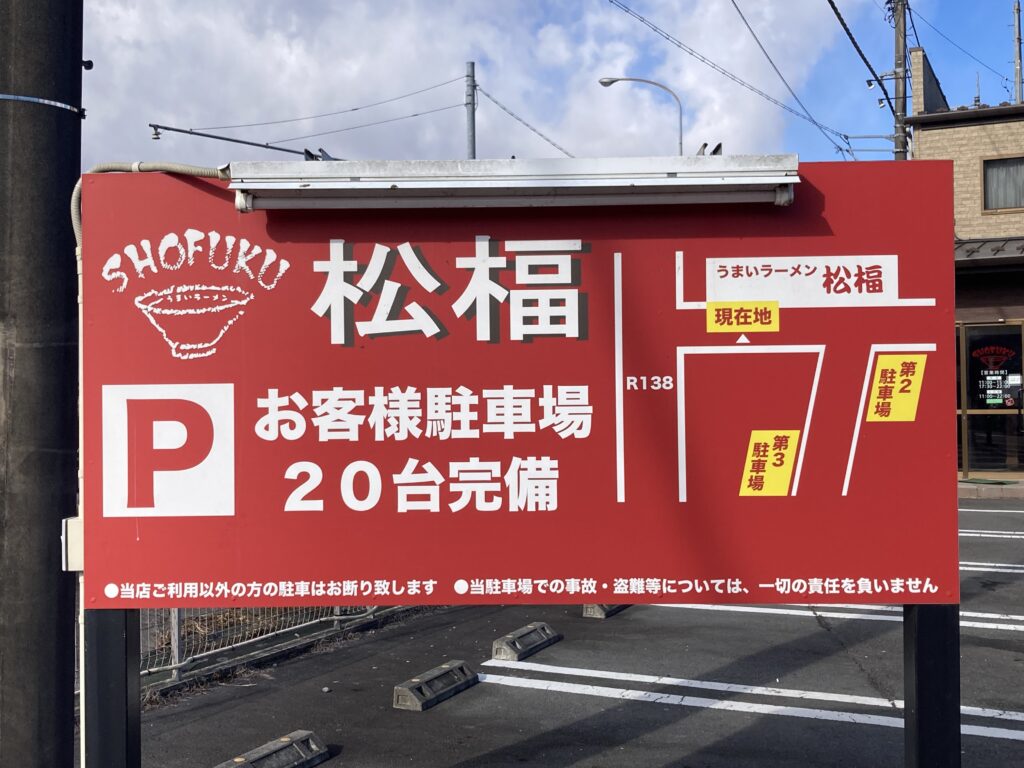 SHOFUKU
うまいラーメン
松福
P
お客様駐車場
２０台完備
うまいラーメン 松福
現在地
R138
第2
駐車場
第3
駐車場
●当店ご利用以外の方の駐車はお断り致します ●当駐車場での事故・盗難等については、一切の責任を負いません
SHOFUKU